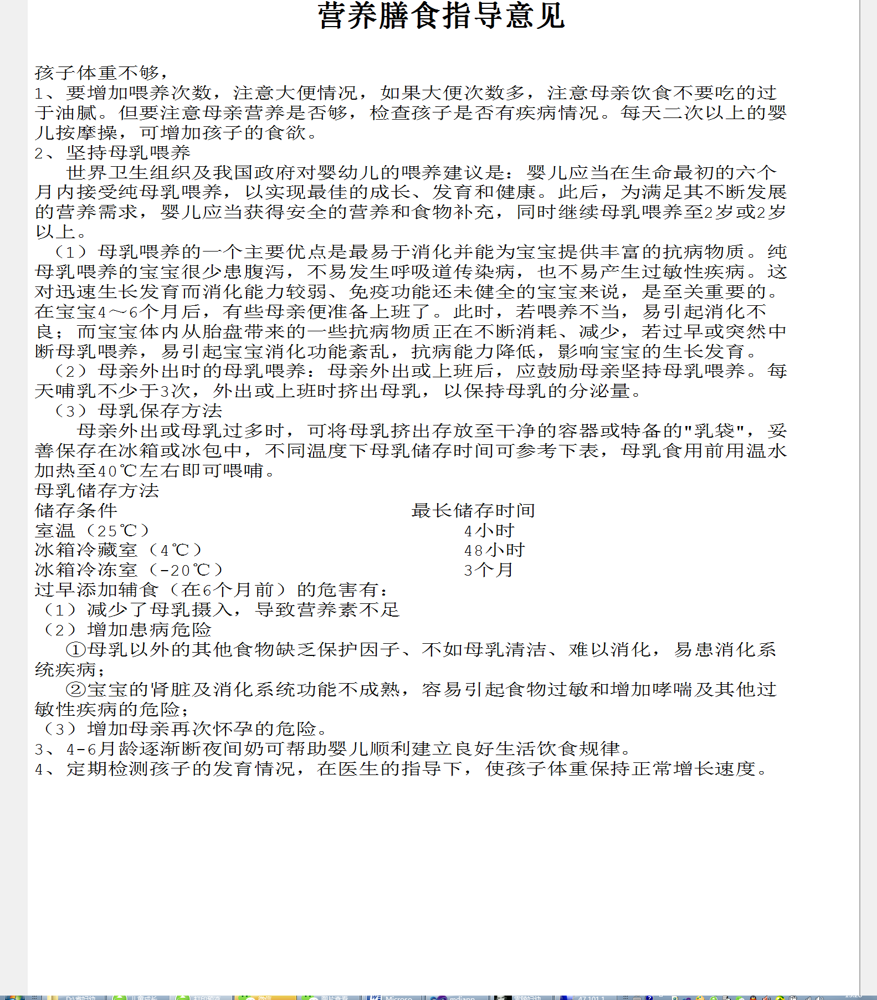 营养膳食指导意见
孩子体重不够，
1、要增加喂养次数，注意大便情况，如果大便次数多，注意母亲饮食不要吃的过
于油腻。但要注意母亲营养是否够，检查孩子是否有疾病情况。每天二次以上的婴
儿按摩操，可增加孩子的食欲。
2、坚持母乳喂养
世界卫生组织及我国政府对婴幼儿的喂养建议是：婴儿应当在生命最初的六个
月内接受纯母乳喂养，以实现最佳的成长、发育和健康。此后，为满足其不断发展
的营养需求，婴儿应当获得安全的营养和食物补充，同时继续母乳喂养至2岁或2岁
以上。
（1）母乳喂养的一个主要优点是最易于消化并能为宝宝提供丰富的抗病物质。纯
母乳喂养的宝宝很少患腹泻，不易发生呼吸道传染病，也不易产生过敏性疾病。这
对迅速生长发育而消化能力较弱、免疫功能还未健全的宝宝来说，是至关重要的。
在宝宝4～6个月后，有些母亲便准备上班了。此时，若喂养不当，易引起消化不
良；而宝宝体内从胎盘带来的一些抗病物质正在不断消耗、减少，若过早或突然中
断母乳喂养，易引起宝宝消化功能紊乱，抗病能力降低，影响宝宝的生长发育。
（2）母亲外出时的母乳喂养：母亲外出或上班后，应鼓励母亲坚持母乳喂养。每
天哺乳不少于3次，外出或上班时挤出母乳，以保持母乳的分泌量。
（3）母乳保存方法
母亲外出或母乳过多时，可将母乳挤出存放至干净的容器或特备的"乳袋"，妥
善保存在冰箱或冰包中，不同温度下母乳储存时间可参考下表，母乳食用前用温水
加热至40℃左右即可喂哺。
母乳储存方法
储存条件 最长储存时间
室温（25℃） 4小时
冰箱冷藏室（4℃） 48小时
冰箱冷冻室（-20℃） 3个月
过早添加辅食（在6个月前）的危害有：
（1）减少了母乳摄入，导致营养素不足
（2）增加患病危险
①母乳以外的其他食物缺乏保护因子、不如母乳清洁、难以消化，易患消化系
统疾病；
②宝宝的肾脏及消化系统功能不成熟，容易引起食物过敏和增加哮喘及其他过
敏性疾病的危险；
（3）增加母亲再次怀孕的危险。
3、4-6月龄逐渐断夜间奶可帮助婴儿顺利建立良好生活饮食规律。
4、定期检测孩子的发育情况，在医生的指导下，使孩子体重保持正常增长速度。